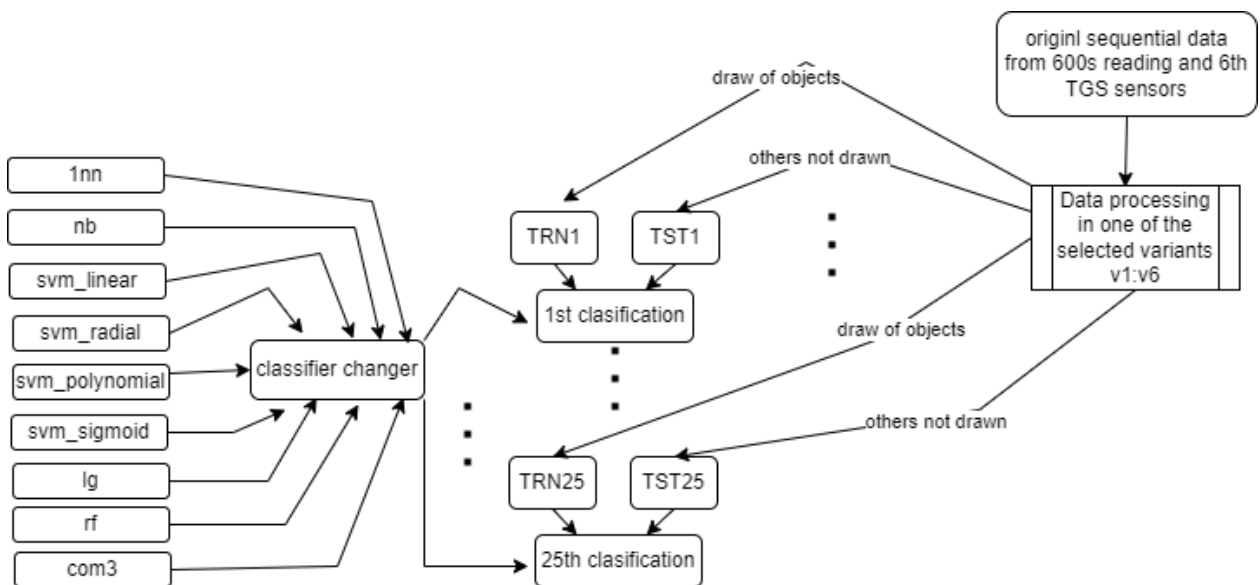 originl sequential data
from 600s reading and 6th
TGS sensors
draw of objects
others not drawn
Data processing
in one of the
selected variants
v1:v6
1nn
nb
svm_linear
svm_radial
svm_polynomial
svm_sigmoid
lg
rf
com3
classifier changer
TRN1
TST1
1st clasification
draw of objects
others not drawn
TRN25
TST25
25th clasification